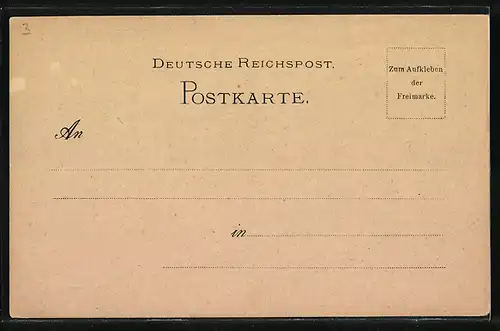 3
DEUTSCHE REICHSPOST.
POSTKARTE.
Zum Aufkleben
der
Freimarke.
An
in